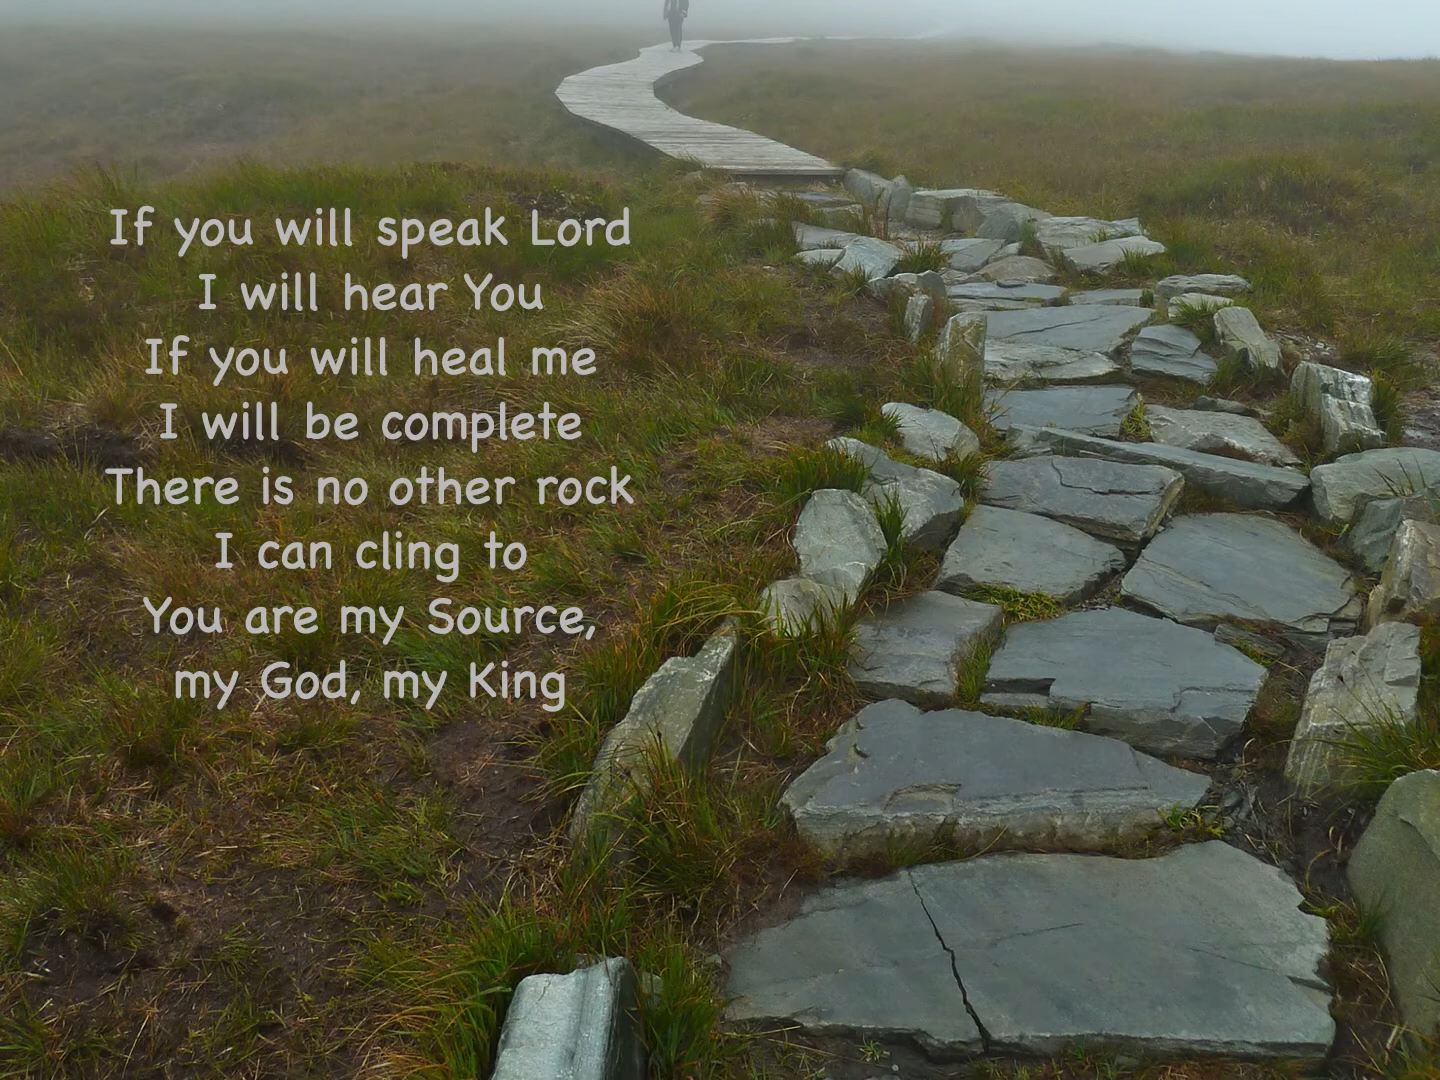 If you will speak Lord
I will hear You
If you will heal me
I will be complete
There is no other rock
I can cling to
You are my Source,
my God, my King